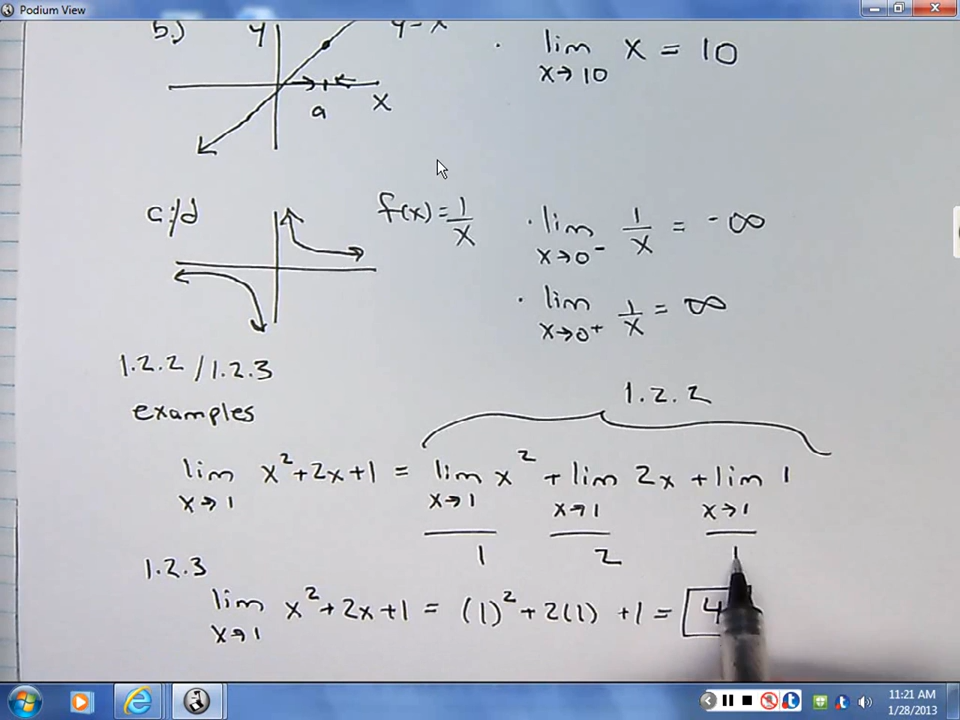 Podium View
b.) y y = x
· lim x = 10
x→10
a x
c/d f(x) = 1/x · lim 1/x = -∞
x→0⁻
· lim 1/x = ∞
x→0⁺
1.2.2 / 1.2.3
examples 1.2.2
lim x² + 2x + 1 = lim x² + lim 2x + lim 1
x→1 x→1 x→1 x→1
1 2 1
1.2.3
lim x² + 2x + 1 = (1)² + 2(1) + 1 = 4
x→1
11:21 AM
1/28/2013